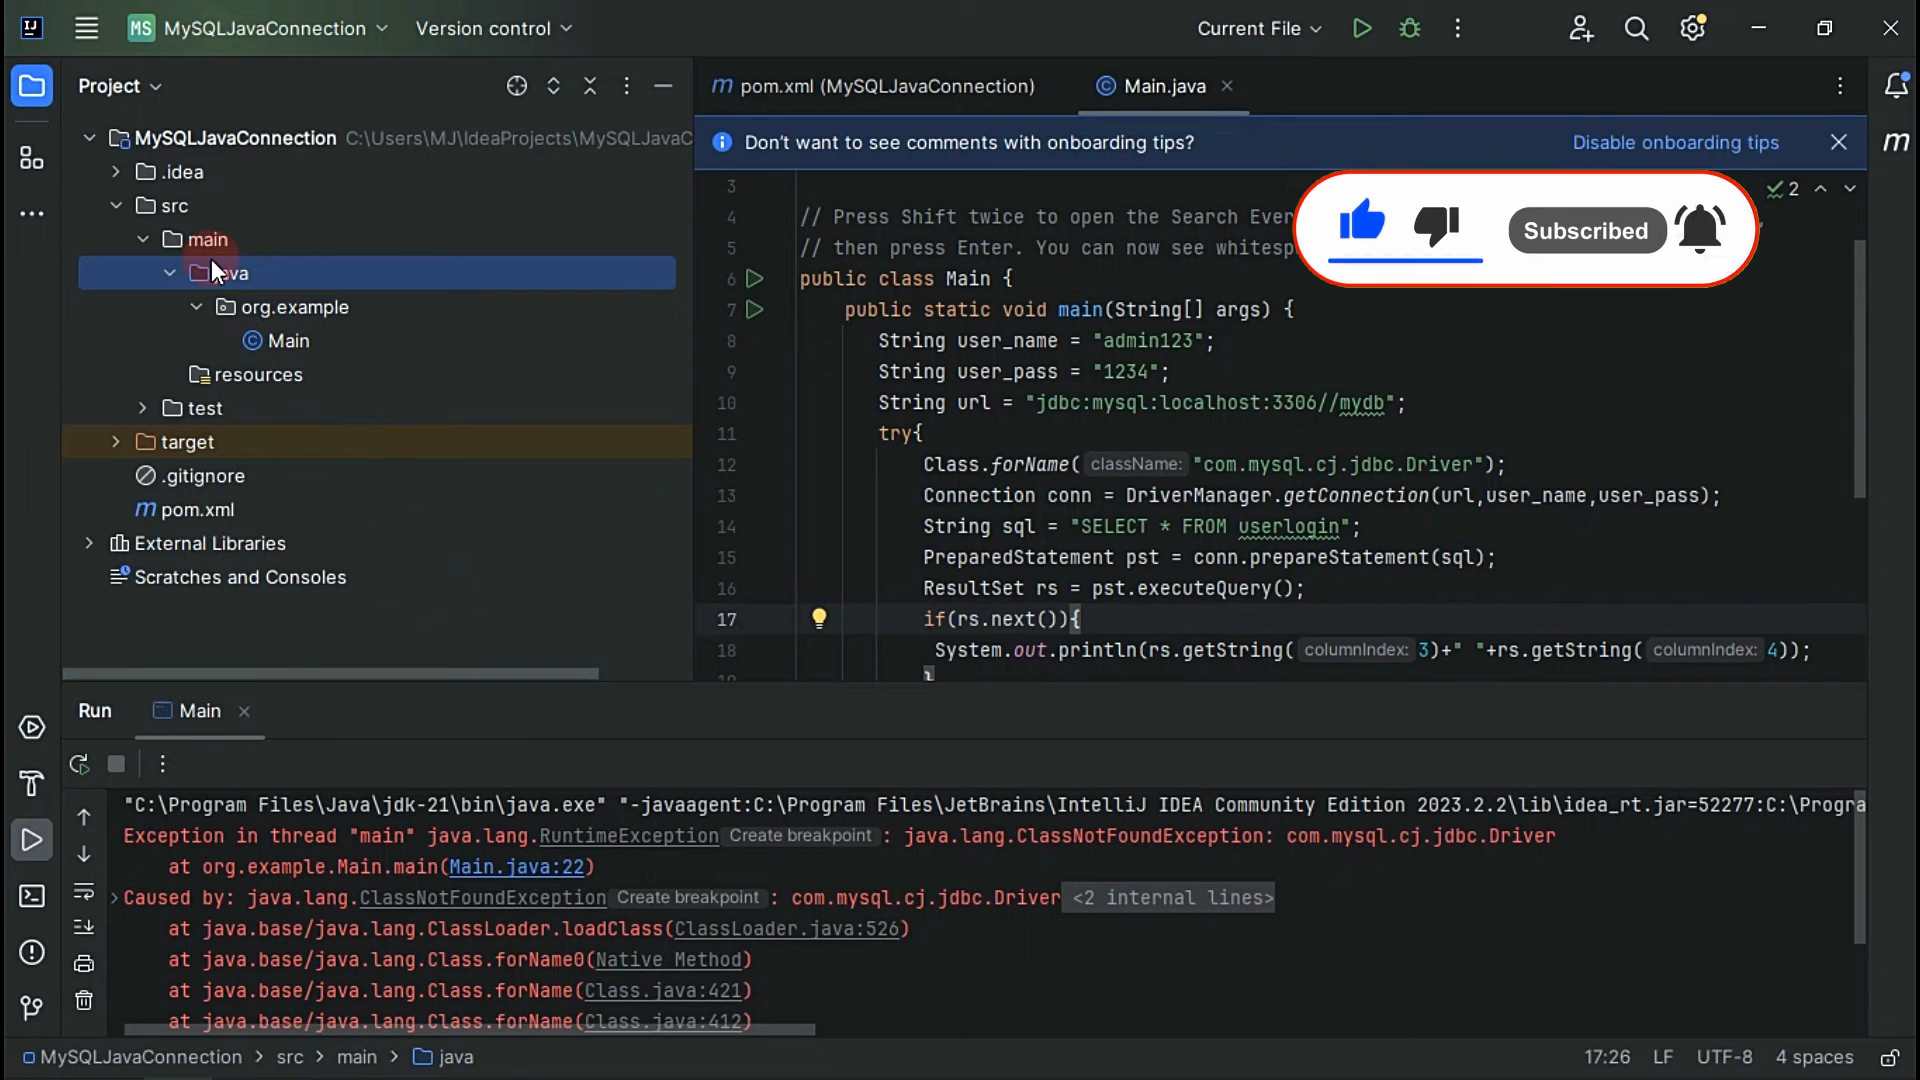 MS MySQLJavaConnection Version control Current File
Project
pom.xml (MySQLJavaConnection) Main.java
MySQLJavaConnection C:\Users\MJ\IdeaProjects\MySQLJavaC
.idea
src
main
org.example
Main
resources
test
target
.gitignore
m pom.xml
External Libraries
Scratches and Consoles
Don't want to see comments with onboarding tips? Disable onboarding tips
Subscribed
2
3
4 // Press Shift twice to open the Search Ever
5 // then press Enter. You can now see whitesp
6 public class Main {
7 public static void main(String[] args) {
8 String user_name = "admin123";
9 String user_pass = "1234";
10 String url = "jdbc:mysql:localhost:3306//mydb";
11 try{
12 Class.forName( className: "com.mysql.cj.jdbc.Driver");
13 Connection conn = DriverManager.getConnection(url,user_name,user_pass);
14 String sql = "SELECT * FROM userlogin";
15 PreparedStatement pst = conn.prepareStatement(sql);
16 ResultSet rs = pst.executeQuery();
17 if(rs.next()){
18 System.out.println(rs.getString( columnIndex: 3)+" "+rs.getString( columnIndex: 4));
}
Run Main
"C:\Program Files\Java\jdk-21\bin\java.exe" "-javaagent:C:\Program Files\JetBrains\IntelliJ IDEA Community Edition 2023.2.2\lib\idea_rt.jar=52277:C:\Progra
Exception in thread "main" java.lang.RuntimeException Create breakpoint : java.lang.ClassNotFoundException: com.mysql.cj.jdbc.Driver
at org.example.Main.main(Main.java:22)
Caused by: java.lang.ClassNotFoundException Create breakpoint : com.mysql.cj.jdbc.Driver <2 internal lines>
at java.base/java.lang.ClassLoader.loadClass(ClassLoader.java:526)
at java.base/java.lang.Class.forName0(Native Method)
at java.base/java.lang.Class.forName(Class.java:421)
at java.base/java.lang.Class.forName(Class.java:412)
MySQLJavaConnection > src > main > java 17:26 LF UTF-8 4 spaces